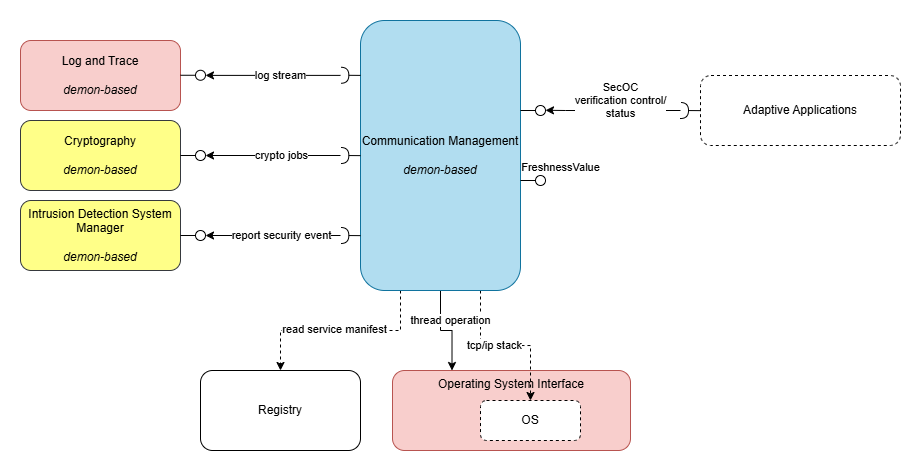 Log and Trace
demon-based
log stream
Cryptography
demon-based
crypto jobs
Intrusion Detection System
Manager
demon-based
report security event
Communication Management
demon-based
SecOC
verification control/
status
Adaptive Applications
FreshnessValue
read service manifest
thread operation
tcp/ip stack
Registry
Operating System Interface
OS